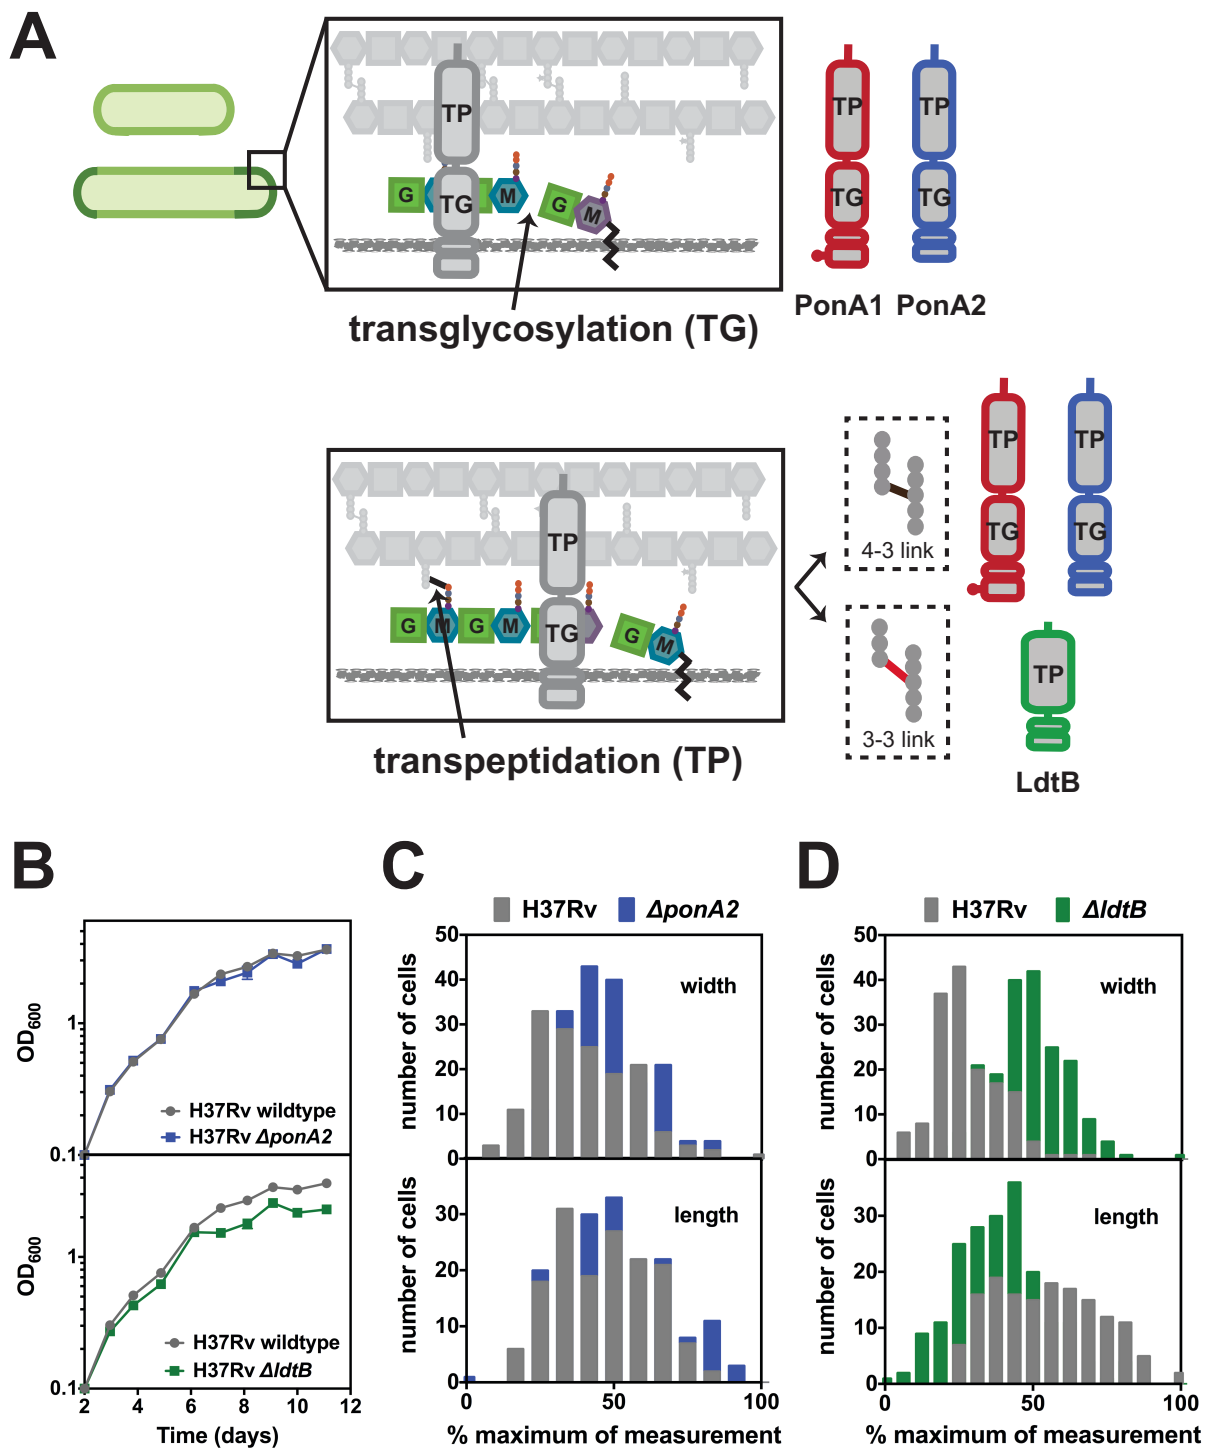 A
TP
G
TG
M
G
M
transglycosylation (TG)
TP
TG
TP
TG
PonA1 PonA2
TP
G
M
G
M
TG
G
M
transpeptidation (TP)
4-3 link
3-3 link
TP
TG
TP
TG
TP
LdtB
B
OD600
1
0.1
H37Rv wildtype
H37Rv ΔponA2
OD600
1
0.1
H37Rv wildtype
H37Rv ΔldtB
2 4 6 8 10 12
Time (days)
C
H37Rv ΔponA2
number of cells
50
40
30
20
10
0
width
number of cells
30
20
10
0
length
0 50 100
% maximum of measurement
D
H37Rv ΔldtB
number of cells
50
40
30
20
10
0
width
number of cells
30
20
10
0
length
0 50 100
% maximum of measurement